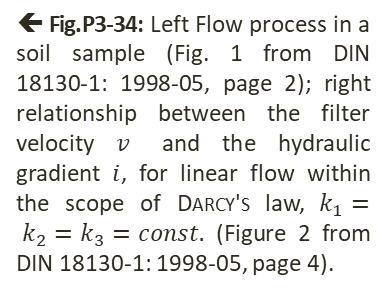 ← Fig.P3-34: Left Flow process in a
soil sample (Fig. 1 from DIN
18130-1: 1998-05, page 2); right
relationship between the filter
velocity v and the hydraulic
gradient i, for linear flow within
the scope of DARCY'S law, k₁ =
k₂ = k₃ = const. (Figure 2 from
DIN 18130-1: 1998-05, page 4).